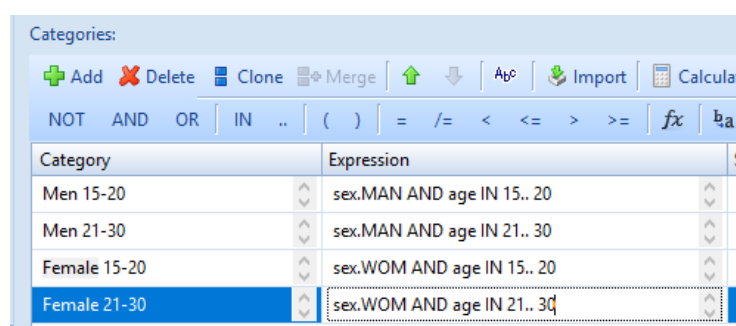 Categories:
Add Delete Clone Merge Abc Import Calcula
NOT AND OR IN .. ( ) = /= < <= > >= fx ba
Category Expression
Men 15-20 sex.MAN AND age IN 15.. 20
Men 21-30 sex.MAN AND age IN 21.. 30
Female 15-20 sex.WOM AND age IN 15.. 20
Female 21-30 sex.WOM AND age IN 21.. 30